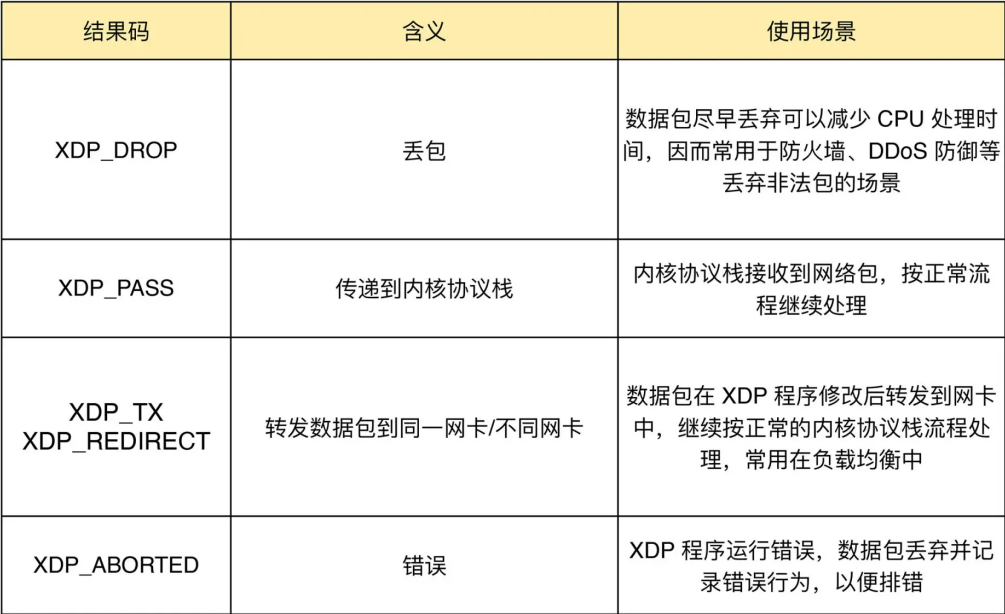 结果码 含义 使用场景
XDP_DROP 丢包 数据包尽早丢弃可以减少 CPU 处理时
间，因而常用于防火墙、DDoS 防御等
丢弃非法包的场景
XDP_PASS 传递到内核协议栈 内核协议栈接收到网络包，按正常流
程继续处理
XDP_TX
XDP_REDIRECT 转发数据包到同一网卡/不同网卡 数据包在 XDP 程序修改后转发到网卡
中，继续按正常的内核协议栈流程处
理，常用在负载均衡中
XDP_ABORTED 错误 XDP 程序运行错误，数据包丢弃并记
录错误行为，以便排错